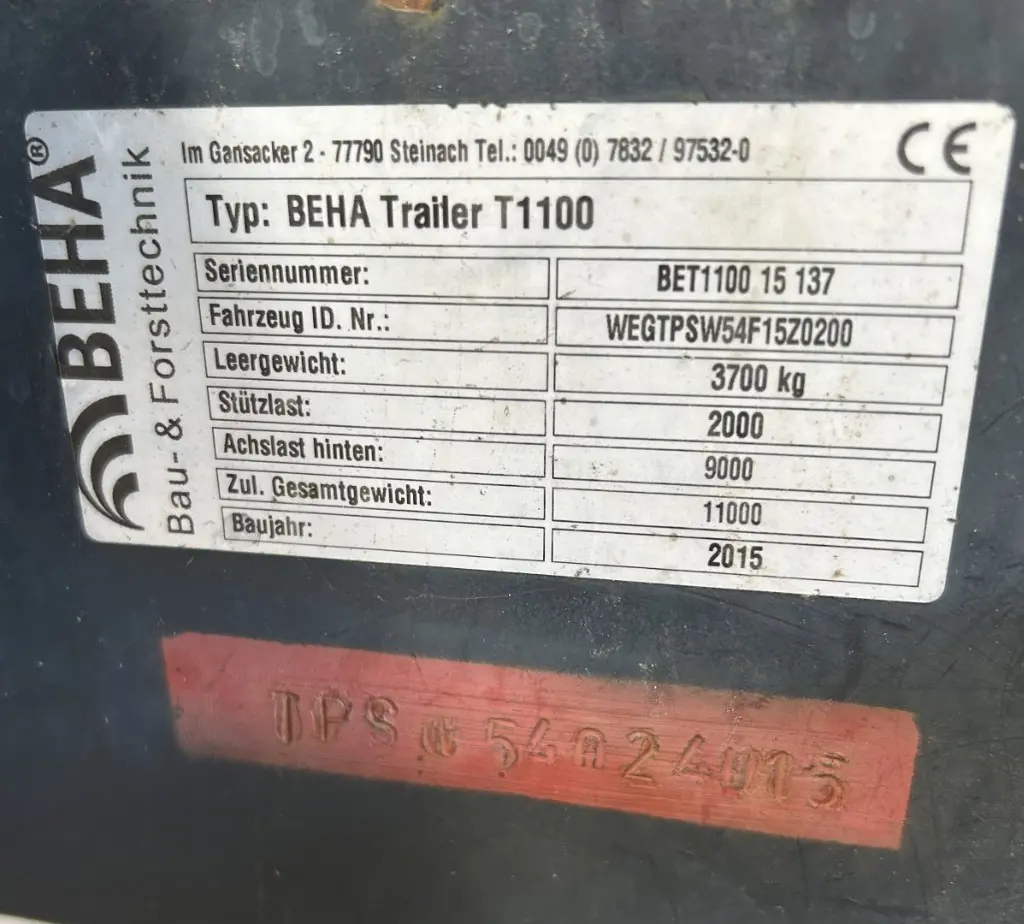 BEHA®
Bau- & Forsttechnik
Im Gansacker 2 - 77790 Steinach Tel.: 0049 (0) 7832 / 97532-0
CE
Typ: BEHA Trailer T1100
Seriennummer: BET1100 15 137
Fahrzeug ID. Nr.: WEGTPSW54F15Z0200
Leergewicht: 3700 kg
Stützlast: 2000
Achslast hinten: 9000
Zul. Gesamtgewicht: 11000
Baujahr: 2015